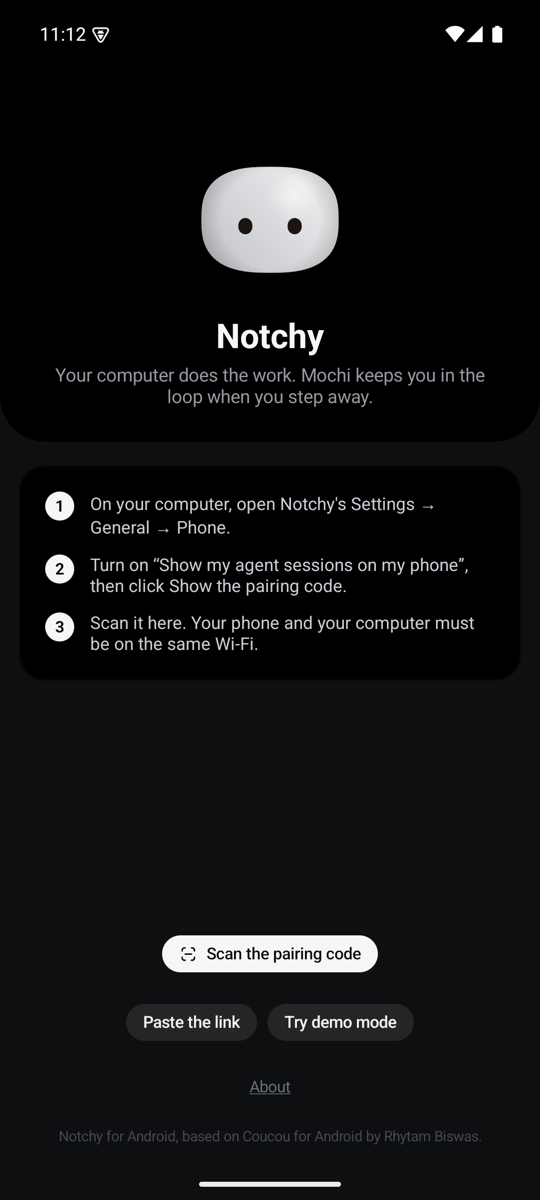 11:12
Notchy
Your computer does the work. Mochi keeps you in the
loop when you step away.
1 On your computer, open Notchy's Settings →
General → Phone.
2 Turn on “Show my agent sessions on my phone”,
then click Show the pairing code.
3 Scan it here. Your phone and your computer must
be on the same Wi-Fi.
Scan the pairing code
Paste the link Try demo mode
About
Notchy for Android, based on Coucou for Android by Rhytam Biswas.